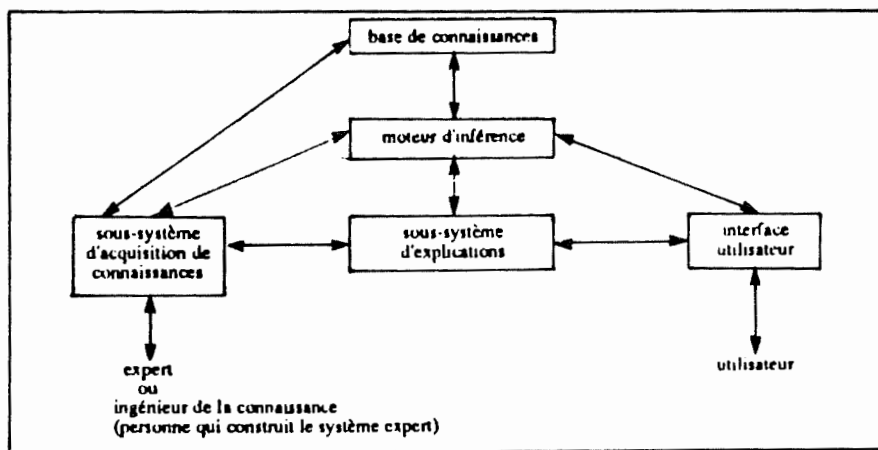 base de connaissances
moteur d'inférence
sous-système
d'acquisition de
connaissances
sous-système
d'explications
interface
utilisateur
expert
ou
ingénieur de la connaissance
(personne qui construit le système expert)
utilisateur